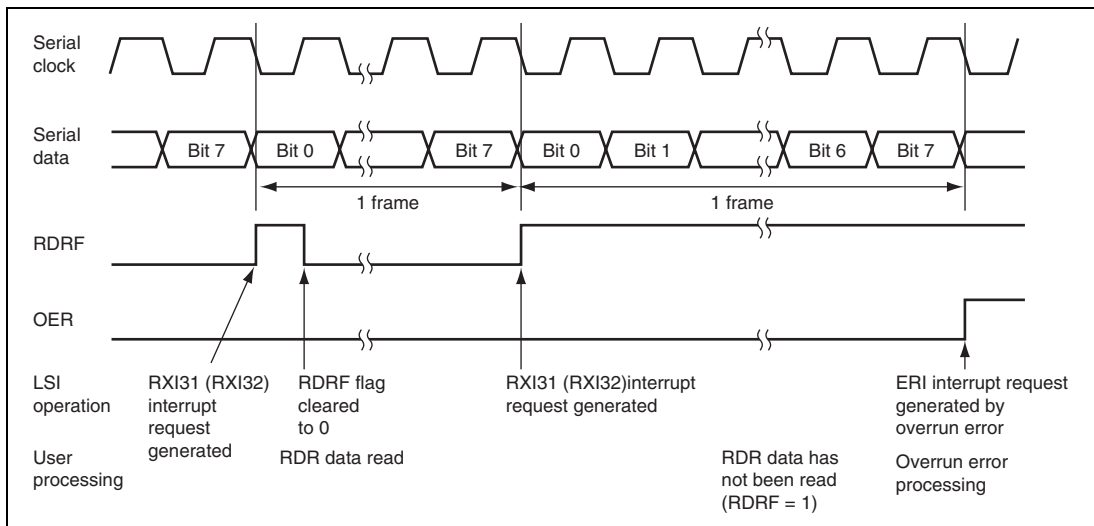 Serial
clock
Serial
data
Bit 7
Bit 0
Bit 7
Bit 0
Bit 1
Bit 6
Bit 7
1 frame
1 frame
RDRF
OER
LSI
operation
RXI31 (RXI32)
interrupt
request
generated
RDRF flag
cleared
to 0
RXI31 (RXI32)interrupt
request generated
ERI interrupt request
generated by
overrun error
User
processing
RDR data read
RDR data has
not been read
(RDRF = 1)
Overrun error
processing